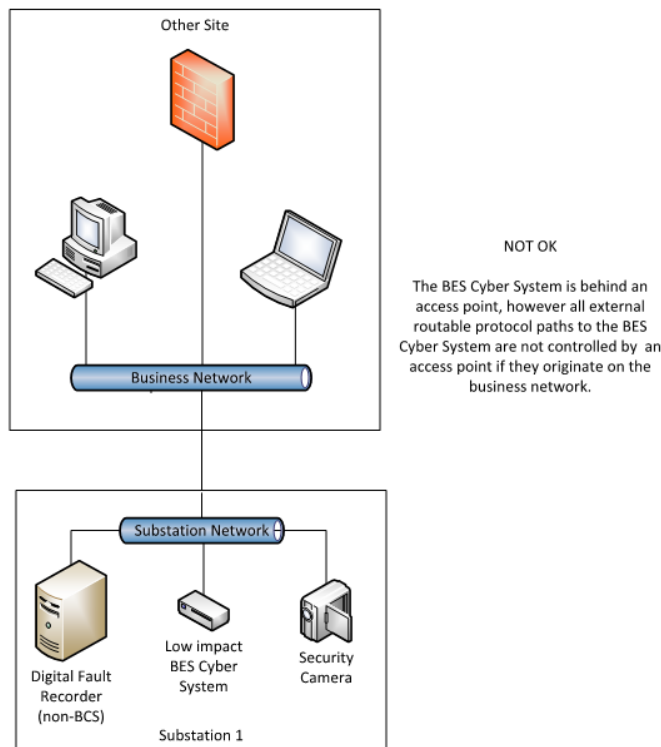 Other Site
NOT OK
The BES Cyber System is behind an
access point, however all external
routable protocol paths to the BES
Cyber System are not controlled by an
access point if they originate on the
business network.
Business Network
Substation Network
Digital Fault
Recorder
(non-BCS)
Low impact
BES Cyber
System
Security
Camera
Substation 1